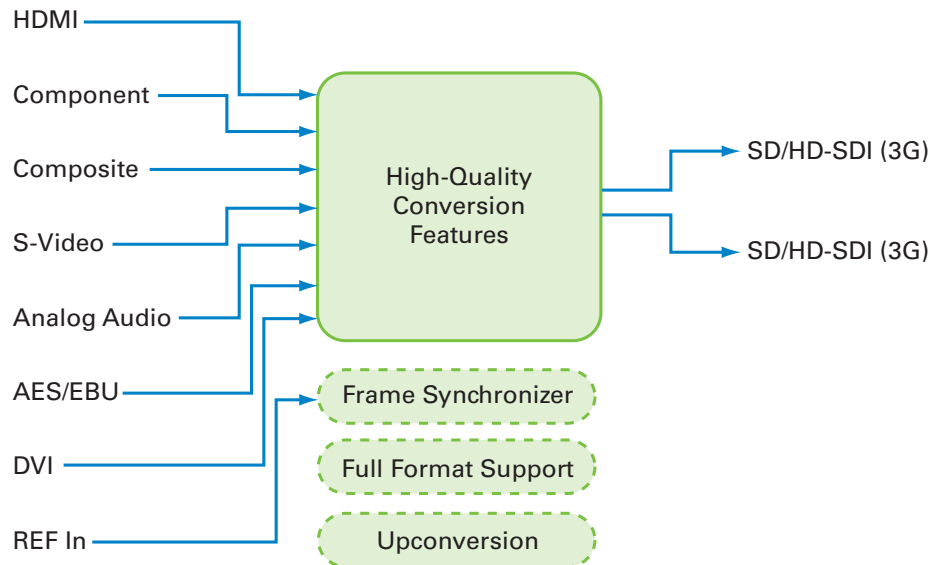 HDMI
Component
Composite
S-Video
Analog Audio
AES/EBU
DVI
REF In
High-Quality
Conversion
Features
Frame Synchronizer
Full Format Support
Upconversion
SD/HD-SDI (3G)
SD/HD-SDI (3G)